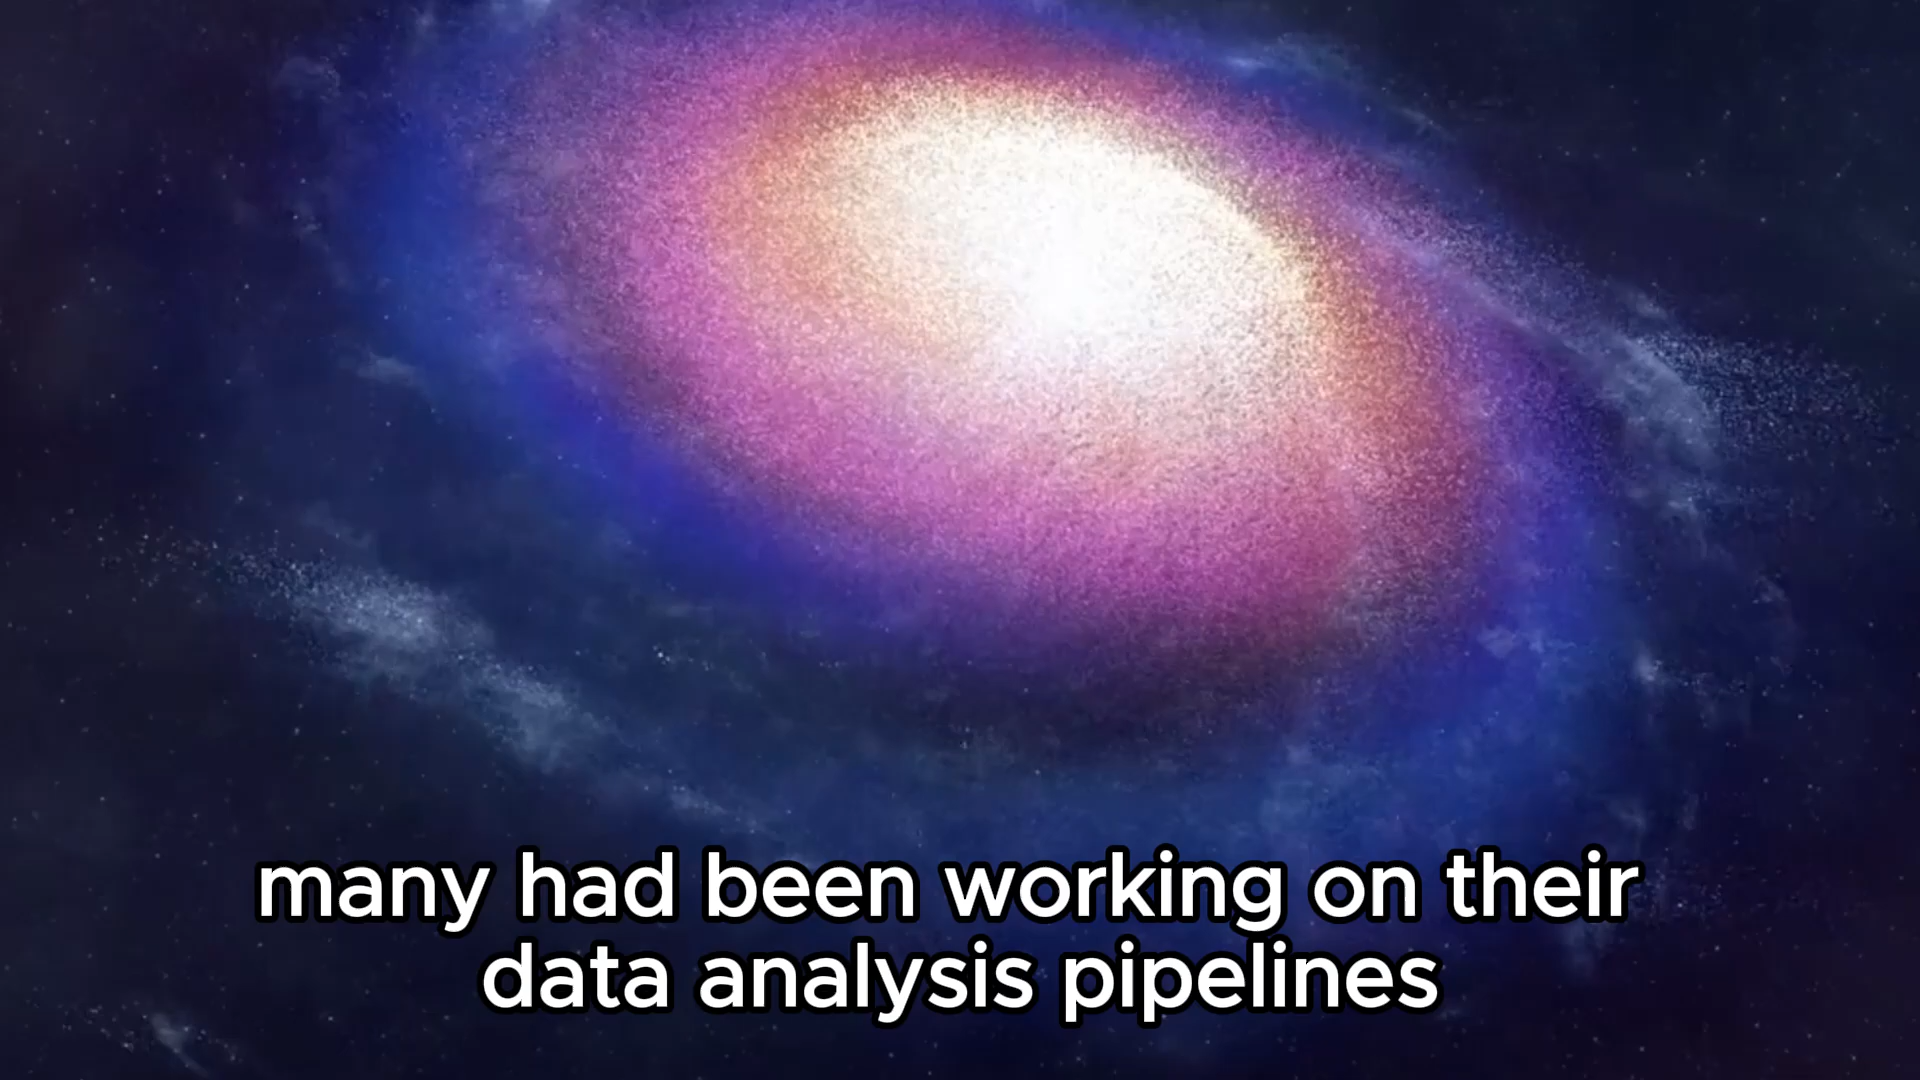 many had been working on their
data analysis pipelines